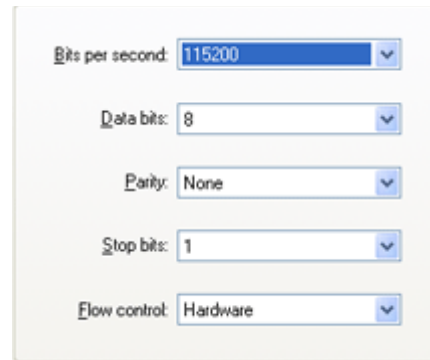 Bits per second: 115200
Data bits: 8
Parity: None
Stop bits: 1
Flow control: Hardware